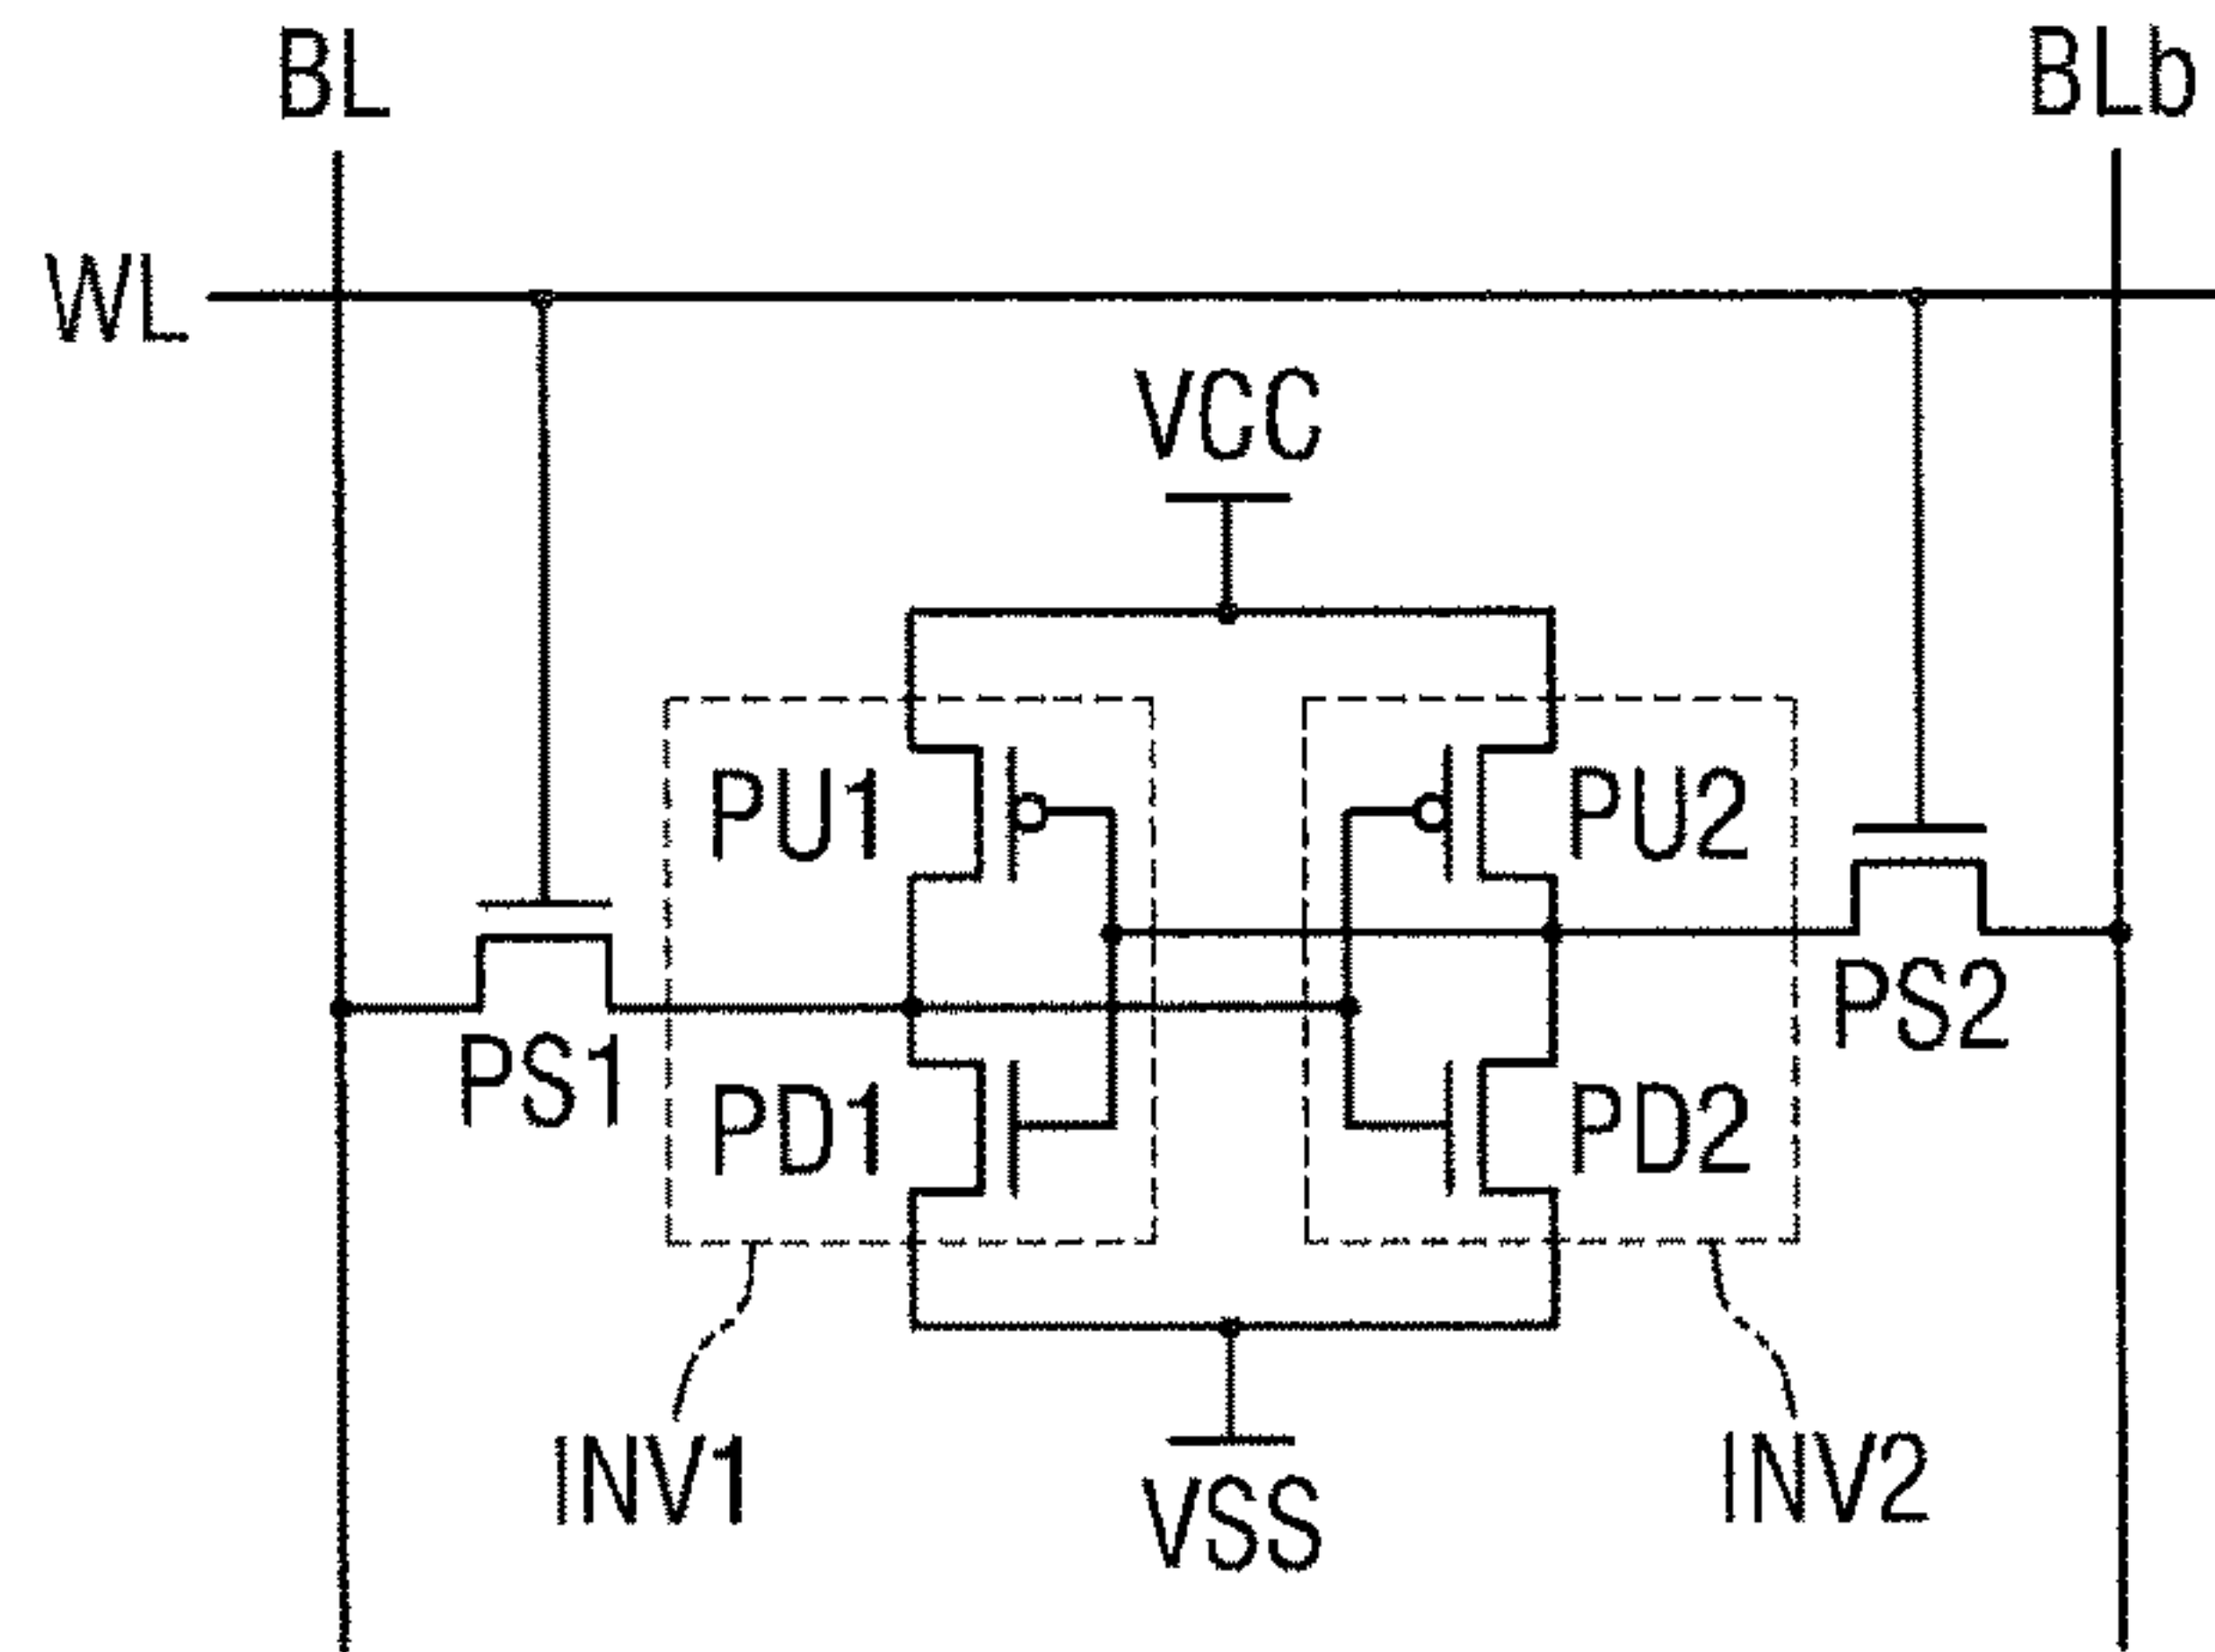 BL
BLb
WL
VCC
PU1
PU2
PS1
PS2
PD1
PD2
INV1
INV2
VSS